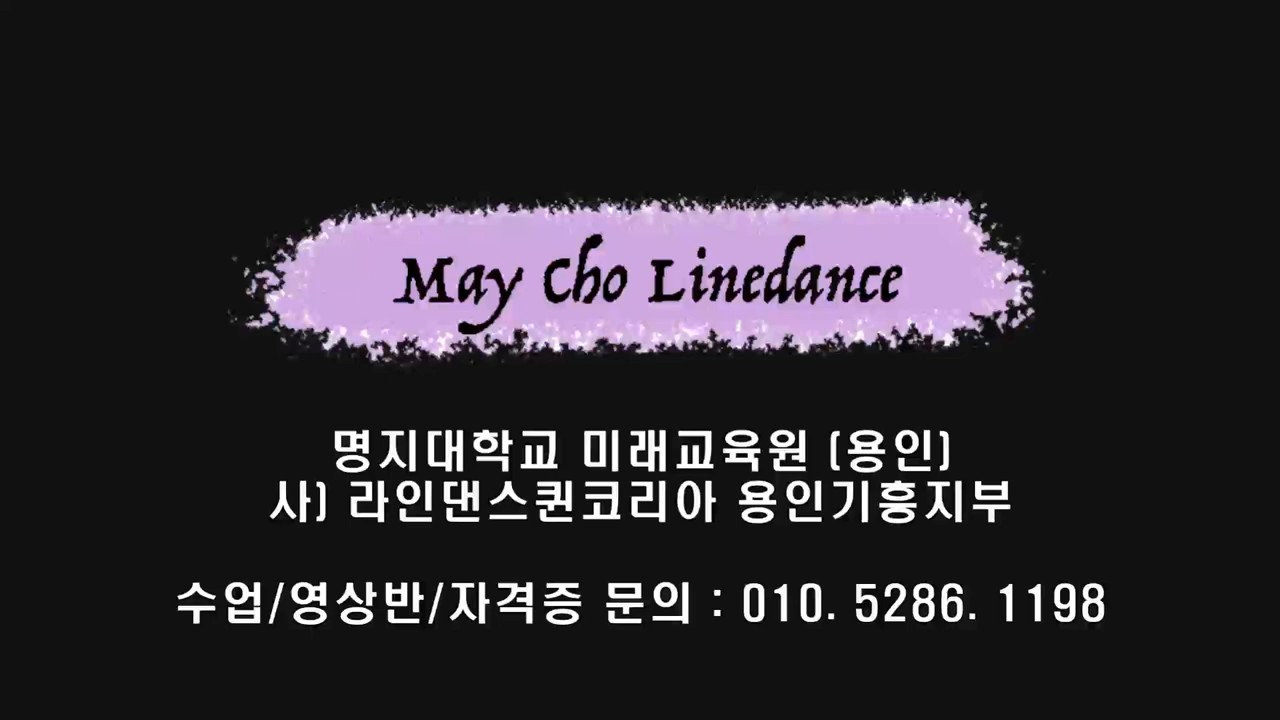 May Cho Linedance
명지대학교 미래교육원 (용인)
사) 라인댄스퀸코리아 용인기흥지부
수업/영상반/자격증 문의 : 010. 5286. 1198